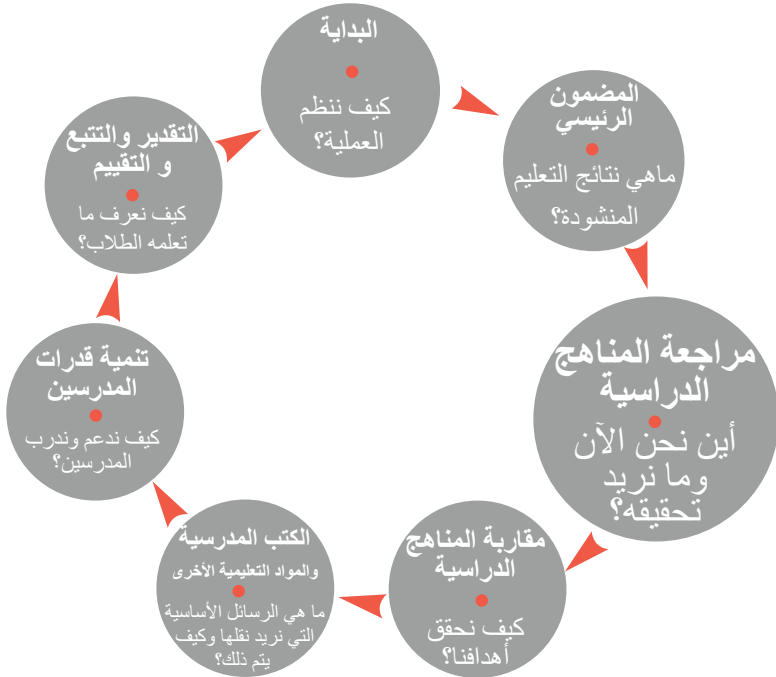 البداية
كيف ننظم
العملية؟
المضمون
الرئيسي
ماهي نتائج التعليم
المنشودة؟
مراجعة المناهج
الدراسية
أين نحن الآن
وما نريد
تحقيقه؟
مقاربة المناهج
الدراسية
كيف نحقق
أهدافنا؟
الكتب المدرسية
والمواد التعليمية الأخرى
ما هي الرسائل الأساسية
التي نريد نقلها وكيف
يتم ذلك؟
تنمية قدرات
المدرسين
كيف ندعم وندرب
المدرسين؟
التقدير والتتبع
و التقييم
كيف نعرف ما
تعلمه الطلاب؟